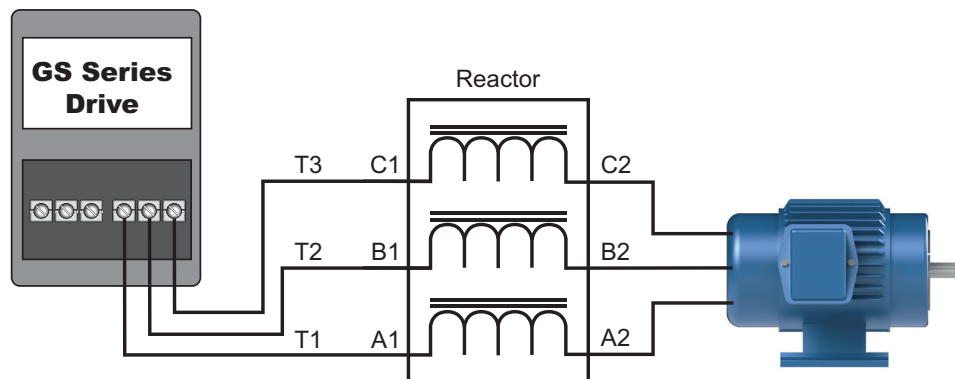 GS Series
Drive
Reactor
T3 C1 C2
T2 B1 B2
T1 A1 A2